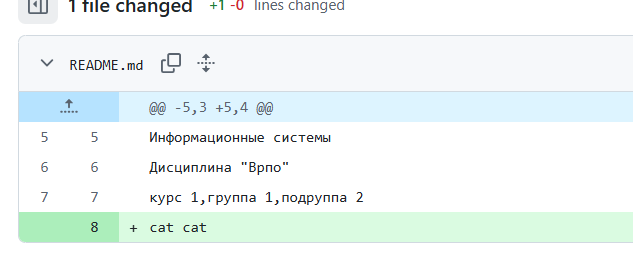 1 file changed +1 -0 lines changed
README.md
@@ -5,3 +5,4 @@
5 5 Информационные системы
6 6 Дисциплина "Врпо"
7 7 курс 1,группа 1,подруппа 2
8 + cat cat